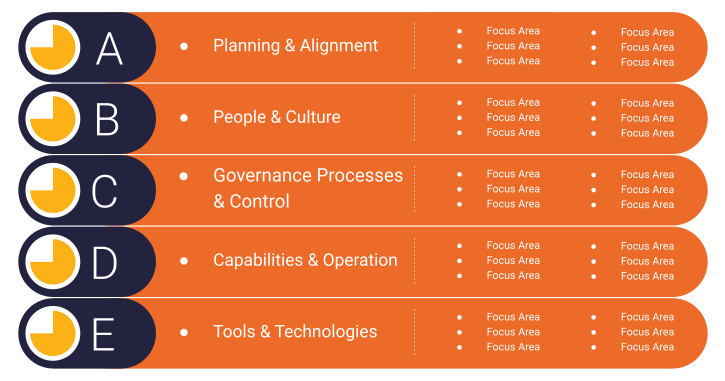 A
• Planning & Alignment
• Focus Area
• Focus Area
• Focus Area
• Focus Area
• Focus Area
• Focus Area
B
• People & Culture
• Focus Area
• Focus Area
• Focus Area
• Focus Area
• Focus Area
• Focus Area
C
• Governance Processes
& Control
• Focus Area
• Focus Area
• Focus Area
• Focus Area
• Focus Area
• Focus Area
D
• Capabilities & Operation
• Focus Area
• Focus Area
• Focus Area
• Focus Area
• Focus Area
• Focus Area
E
• Tools & Technologies
• Focus Area
• Focus Area
• Focus Area
• Focus Area
• Focus Area
• Focus Area